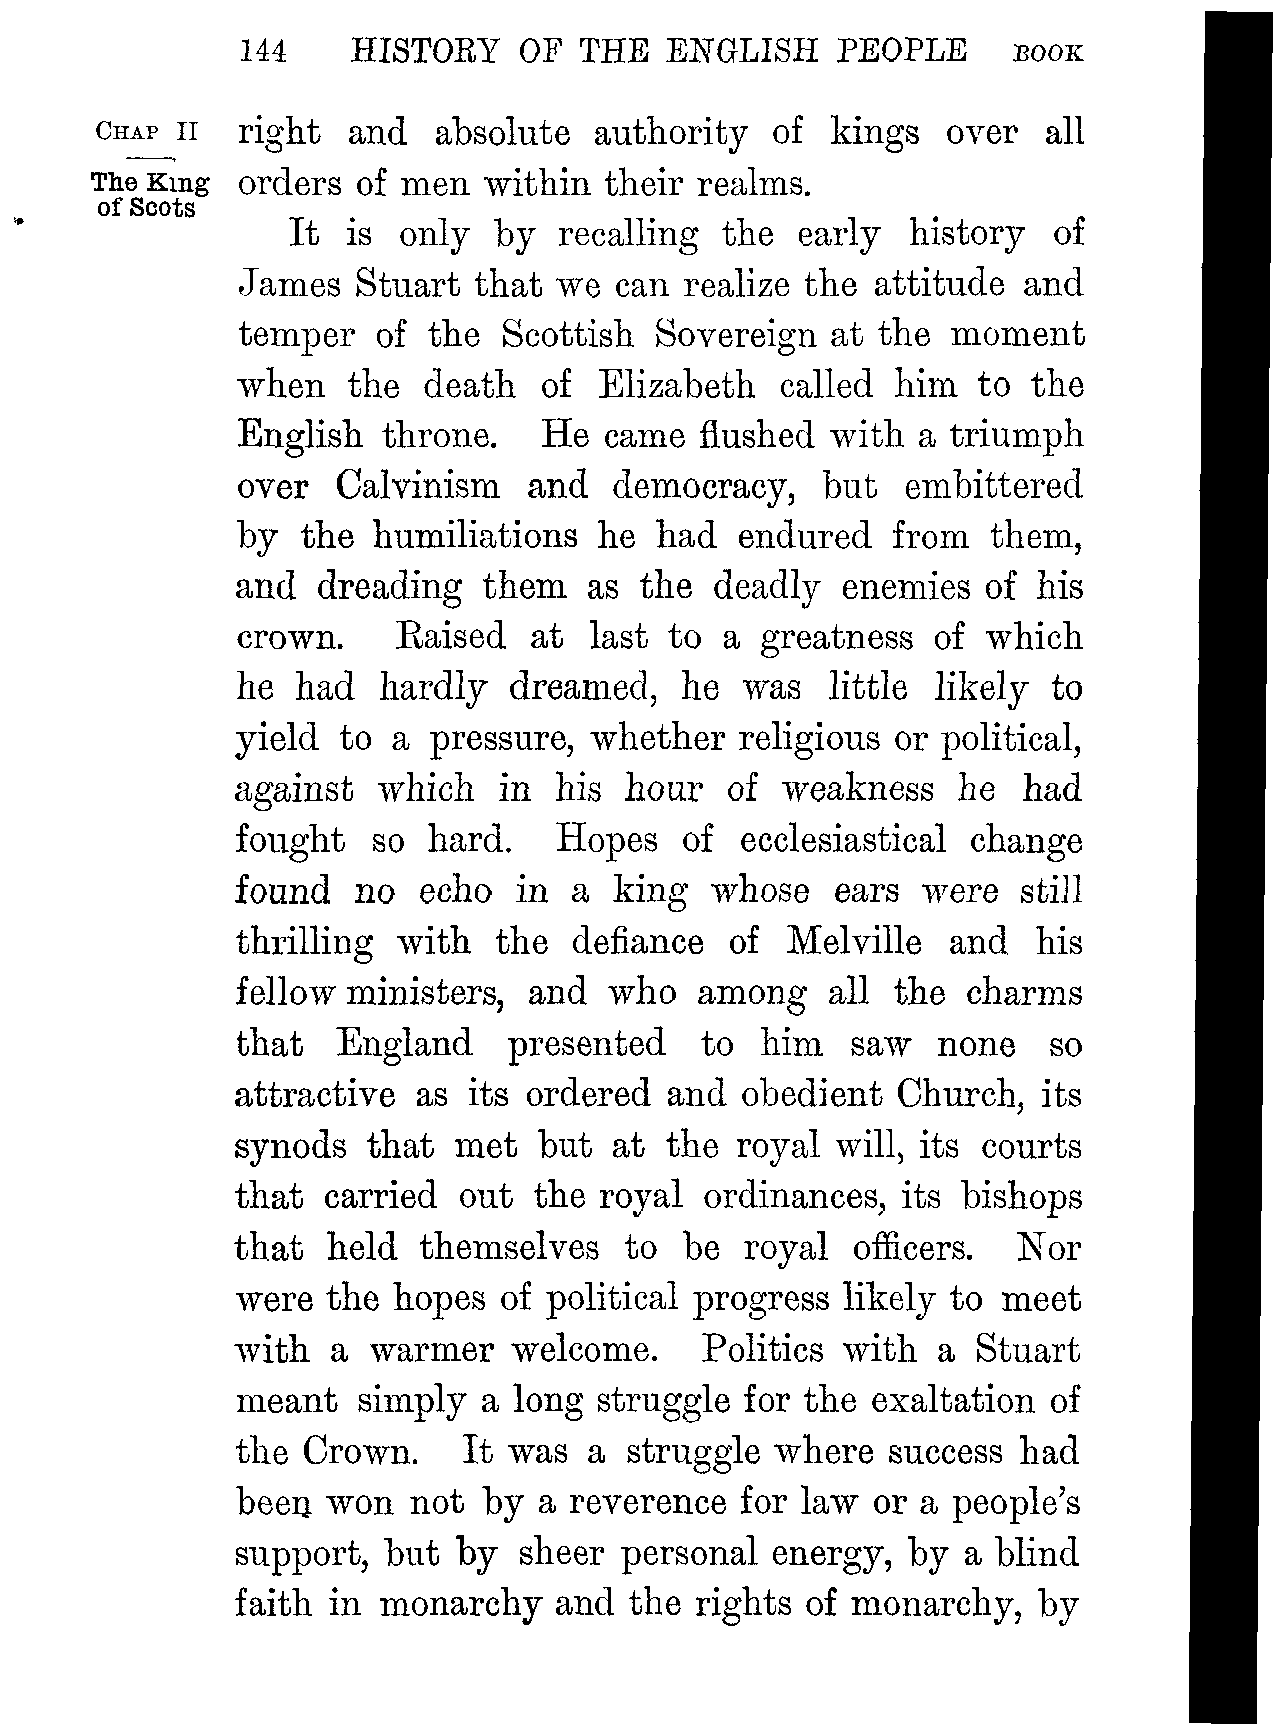 144 HISTORY OF THE ENGLISH PEOPLE BOOK
CHAP II
The King
of Scots
right and absolute authority of kings over all
orders of men within their realms.
It is only by recalling the early history of
James Stuart that we can realize the attitude and
temper of the Scottish Sovereign at the moment
when the death of Elizabeth called him to the
English throne. He came flushed with a triumph
over Calvinism and democracy, but embittered
by the humiliations he had endured from them,
and dreading them as the deadly enemies of his
crown. Raised at last to a greatness of which
he had hardly dreamed, he was little likely to
yield to a pressure, whether religious or political,
against which in his hour of weakness he had
fought so hard. Hopes of ecclesiastical change
found no echo in a king whose ears were still
thrilling with the defiance of Melville and his
fellow ministers, and who among all the charms
that England presented to him saw none so
attractive as its ordered and obedient Church, its
synods that met but at the royal will, its courts
that carried out the royal ordinances, its bishops
that held themselves to be royal officers. Nor
were the hopes of political progress likely to meet
with a warmer welcome. Politics with a Stuart
meant simply a long struggle for the exaltation of
the Crown. It was a struggle where success had
been won not by a reverence for law or a people's
support, but by sheer personal energy, by a blind
faith in monarchy and the rights of monarchy, by